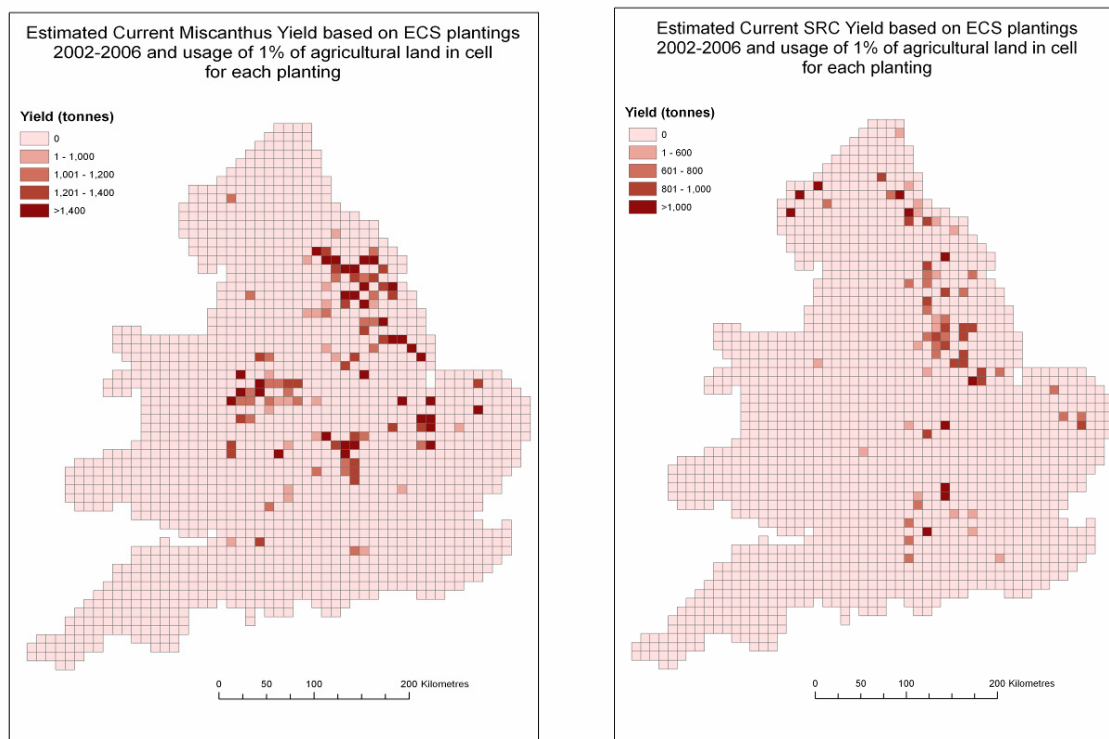 Estimated Current Miscanthus Yield based on ECS plantings
2002-2006 and usage of 1% of agricultural land in cell
for each planting
Yield (tonnes)
0
1 - 1,000
1,001 - 1,200
1,201 - 1,400
>1,400
0 50 100 200 Kilometres
Estimated Current SRC Yield based on ECS plantings
2002-2006 and usage of 1% of agricultural land in cell
for each planting
Yield (tonnes)
0
1 - 600
601 - 800
801 - 1,000
>1,000
0 50 100 200 Kilometres